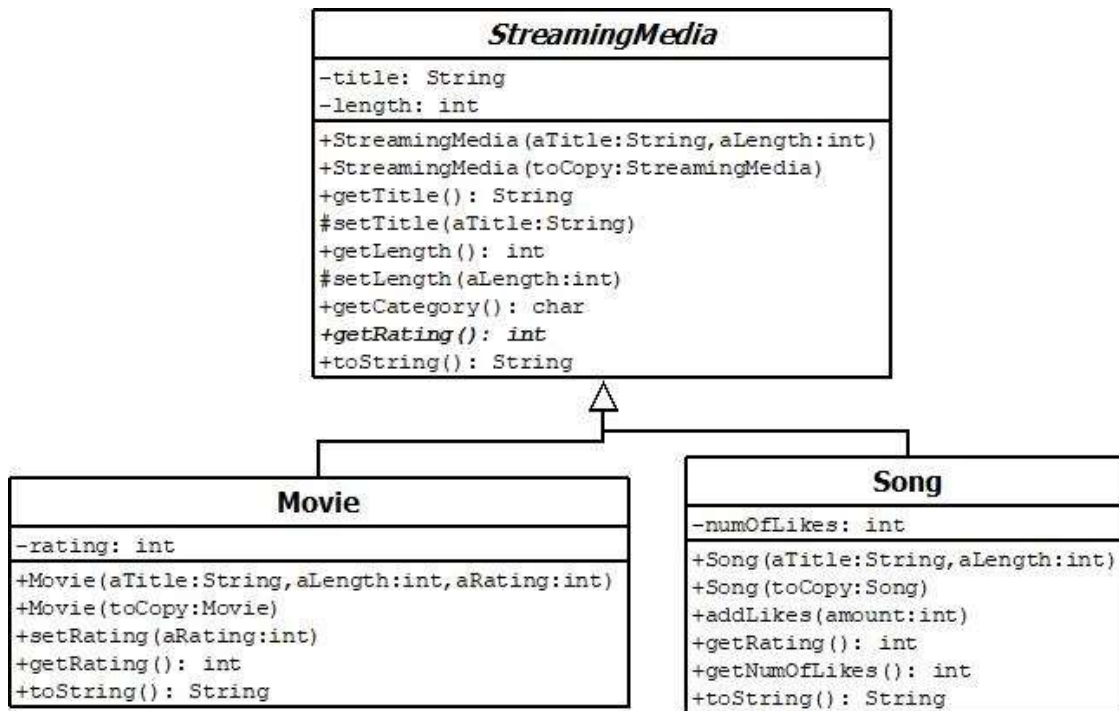 StreamingMedia
-title: String
-length: int
+StreamingMedia(aTitle:String,aLength:int)
+StreamingMedia(toCopy:StreamingMedia)
+getTitle(): String
#setTitle(aTitle:String)
+getLength(): int
#setLength(aLength:int)
+getCategory(): char
+getRating(): int
+toString(): String
Movie
-rating: int
+Movie(aTitle:String,aLength:int,aRating:int)
+Movie(toCopy:Movie)
+setRating(aRating:int)
+getRating(): int
+toString(): String
Song
-numOfLikes: int
+Song(aTitle:String,aLength:int)
+Song(toCopy:Song)
+addLikes(amount:int)
+getRating(): int
+getNumOfLikes(): int
+toString(): String